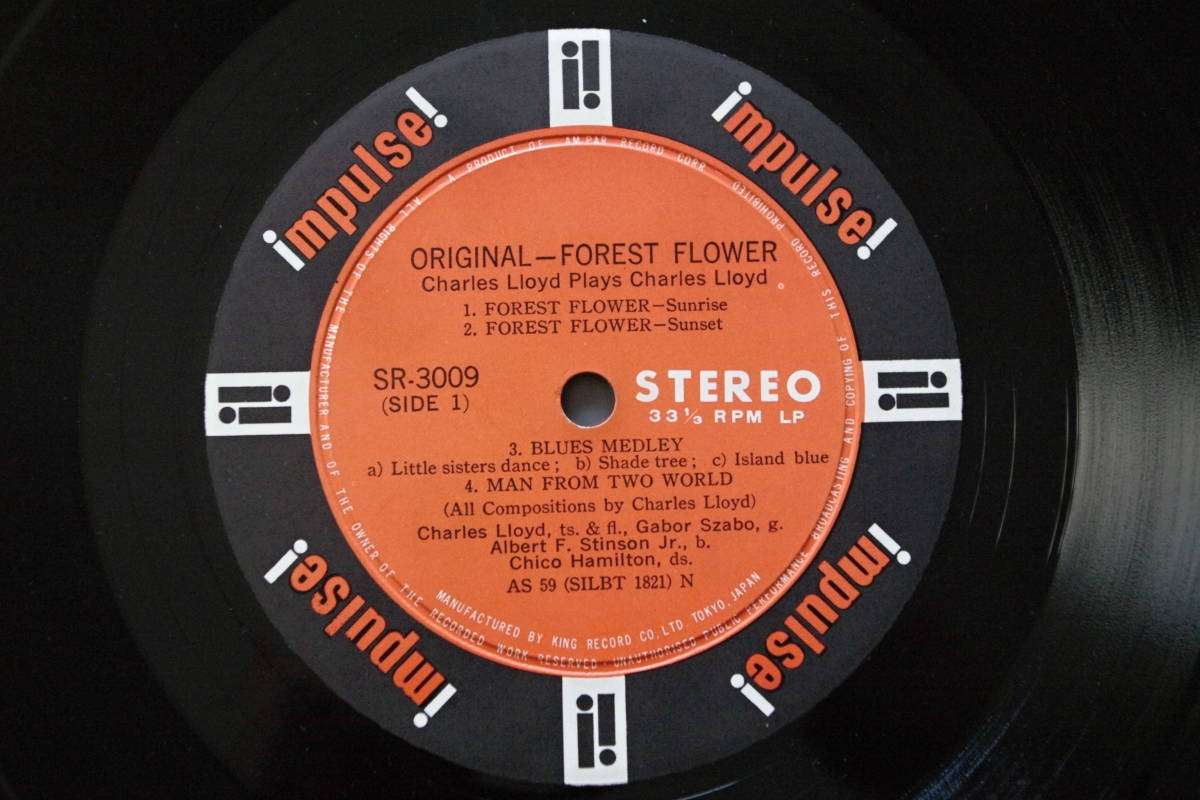 impulse!
impulse!
A PRODUCT OF AM-PAR RECORD CORP.
ORIGINAL—FOREST FLOWER
Charles Lloyd Plays Charles Lloyd
1. FOREST FLOWER—Sunrise
2. FOREST FLOWER—Sunset
SR-3009
(SIDE 1)
STEREO
33 1/3 RPM LP
3. BLUES MEDLEY
a) Little sisters dance; b) Shade tree; c) Island blue
4. MAN FROM TWO WORLD
(All Compositions by Charles Lloyd)
Charles Lloyd, ts. & fl., Gabor Szabo, g.
Albert F. Stinson Jr., b.
Chico Hamilton, ds.
AS 59 (SILBT 1821) N
MANUFACTURED BY KING RECORD CO. LTD. TOKYO, JAPAN
ALL RIGHTS OF THE MANUFACTURER AND OF THE OWNER OF THE RECORDED WORK RESERVED · UNAUTHORISED PUBLIC PERFORMANCE BROADCASTING AND COPYING OF THIS RECORD PROHIBITED
impulse!
impulse!